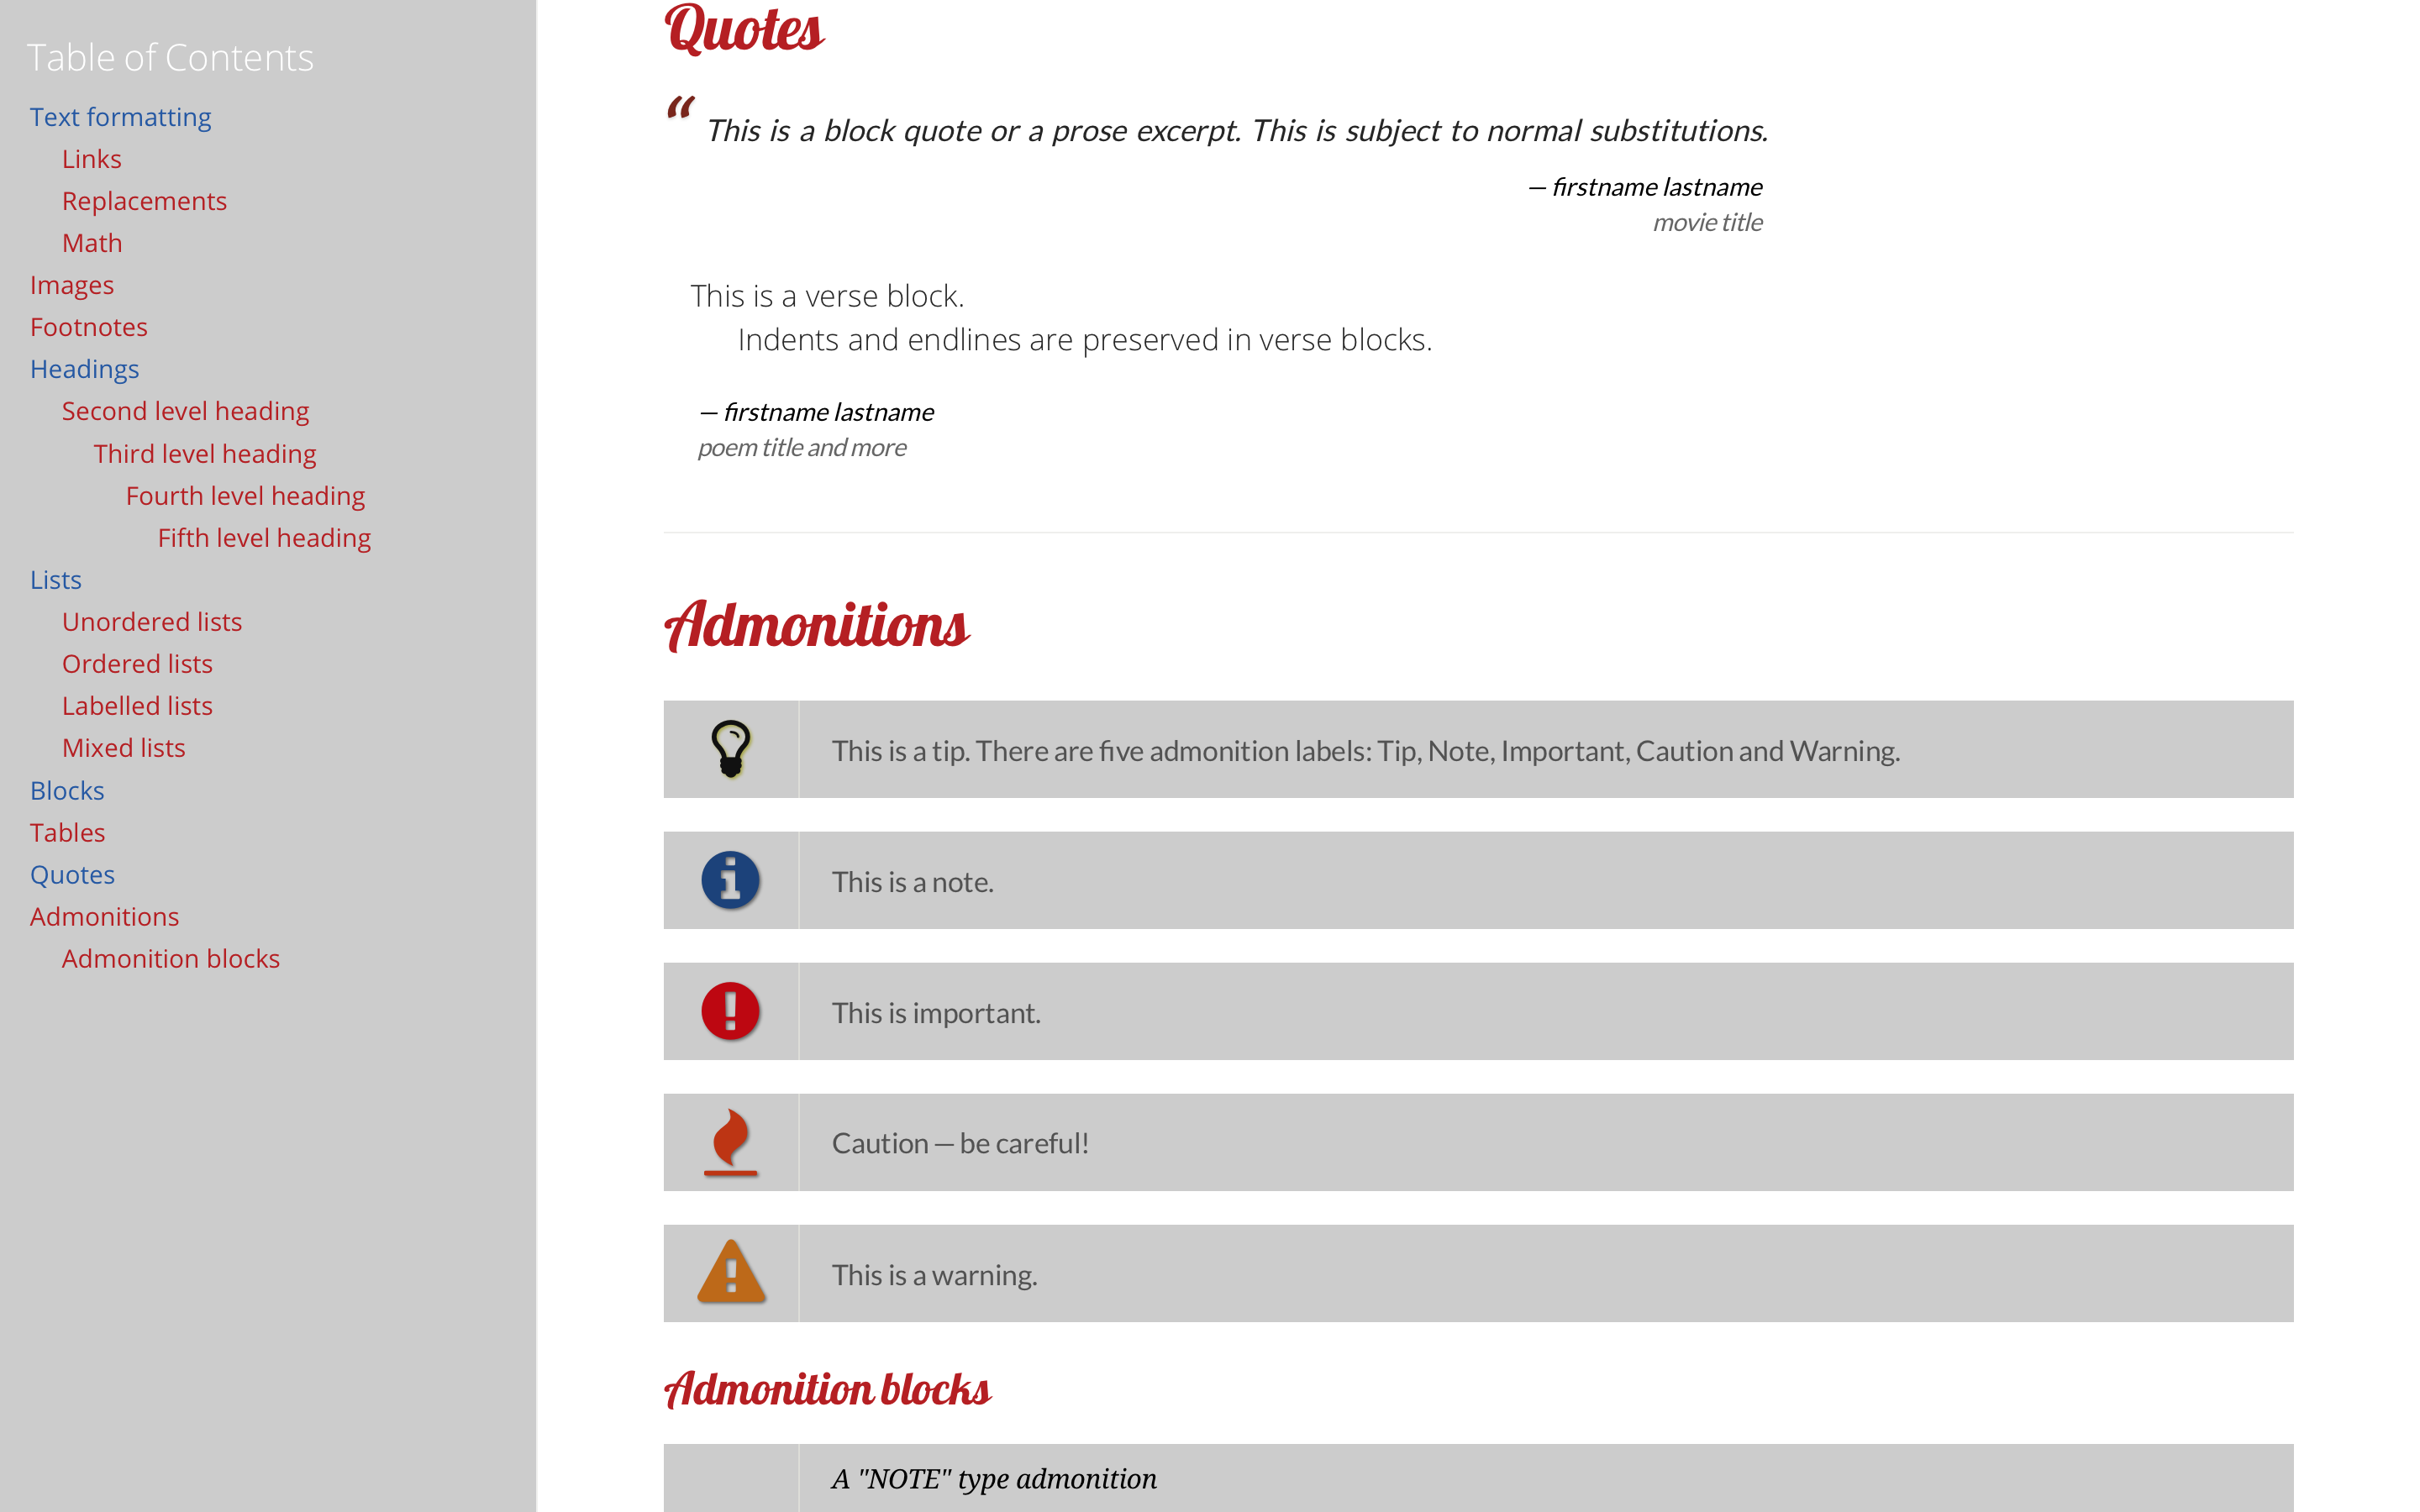 Table of Contents
Text formatting
Links
Replacements
Math
Images
Footnotes
Headings
Second level heading
Third level heading
Fourth level heading
Fifth level heading
Lists
Unordered lists
Ordered lists
Labelled lists
Mixed lists
Blocks
Tables
Quotes
Admonitions
Admonition blocks
Quotes
“ This is a block quote or a prose excerpt. This is subject to normal substitutions.
— firstname lastname
movie title
This is a verse block.
Indents and endlines are preserved in verse blocks.
— firstname lastname
poem title and more
Admonitions
This is a tip. There are five admonition labels: Tip, Note, Important, Caution and Warning.
This is a note.
This is important.
Caution — be careful!
This is a warning.
Admonition blocks
A "NOTE" type admonition